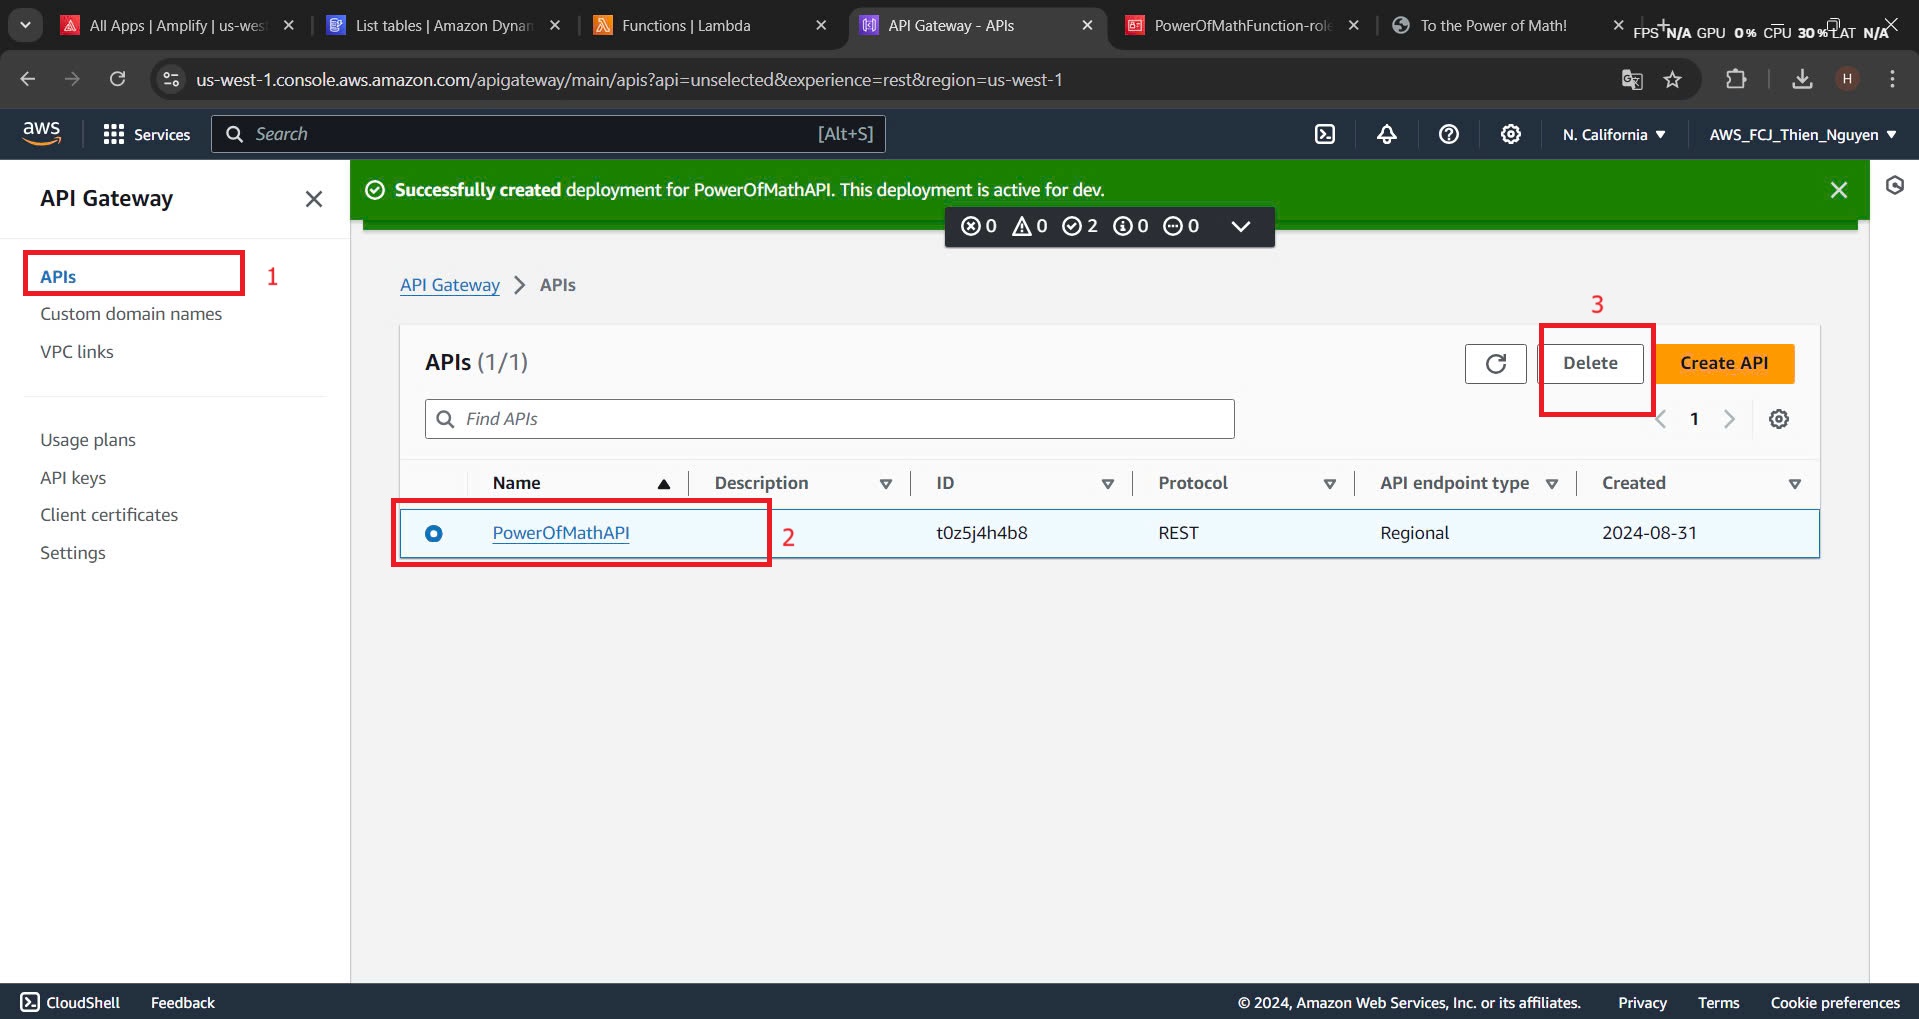 All Apps | Amplify | us-wes
List tables | Amazon Dynan
Functions | Lambda
API Gateway - APIs
PowerOfMathFunction-role
To the Power of Math!
FPS N/A GPU 0% CPU 30% LAT N/A
us-west-1.console.aws.amazon.com/apigateway/main/apis?api=unselected&experience=rest&region=us-west-1
H
aws
Services
Search
[Alt+S]
N. California
AWS_FCJ_Thien_Nguyen
API Gateway
Successfully created deployment for PowerOfMathAPI. This deployment is active for dev.
0 0 2 0 0
APIs
1
Custom domain names
VPC links
Usage plans
API keys
Client certificates
Settings
API Gateway > APIs
3
APIs (1/1)
Delete
Create API
Find APIs
1
Name
Description
ID
Protocol
API endpoint type
Created
PowerOfMathAPI
2
t0z5j4h4b8
REST
Regional
2024-08-31
CloudShell
Feedback
© 2024, Amazon Web Services, Inc. or its affiliates.
Privacy
Terms
Cookie preferences